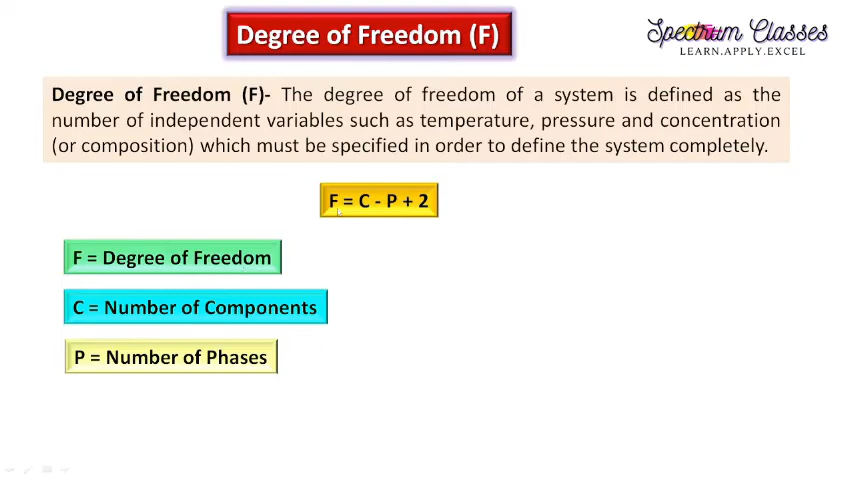 Degree of Freedom (F)
Spectrum Classes
LEARN.APPLY.EXCEL
Degree of Freedom (F)- The degree of freedom of a system is defined as the
number of independent variables such as temperature, pressure and concentration
(or composition) which must be specified in order to define the system completely.
F = C - P + 2
F = Degree of Freedom
C = Number of Components
P = Number of Phases